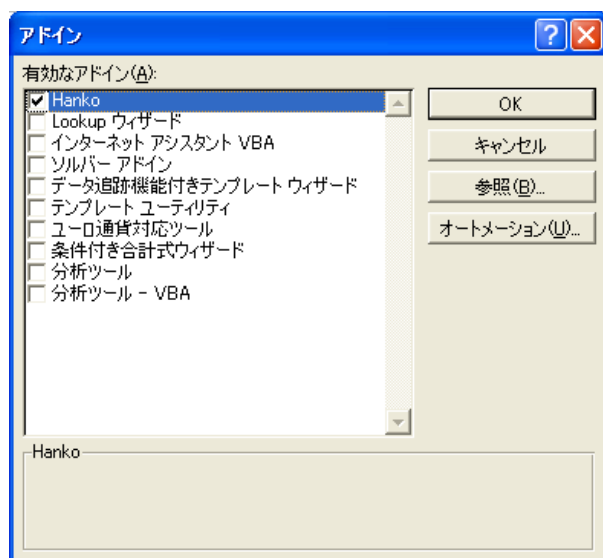 アドイン
有効なアドイン(A):
Hanko
Lookup ウィザード
インターネット アシスタント VBA
ソルバー アドイン
データ追跡機能付きテンプレート ウィザード
テンプレート ユーティリティ
ユーロ通貨対応ツール
条件付き合計式ウィザード
分析ツール
分析ツール - VBA
OK
キャンセル
参照(B)...
オートメーション(U)...
Hanko